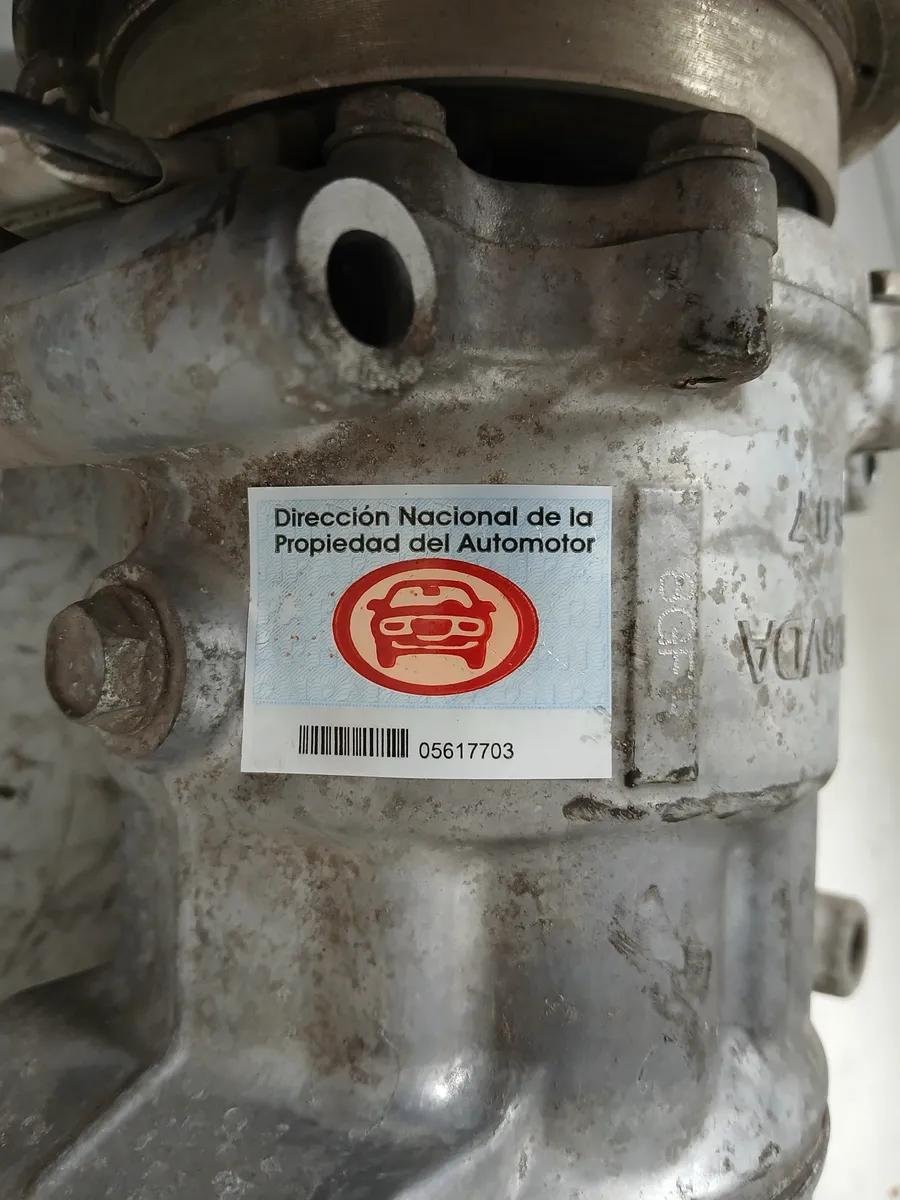 Dirección Nacional de la
Propiedad del Automotor
05617703